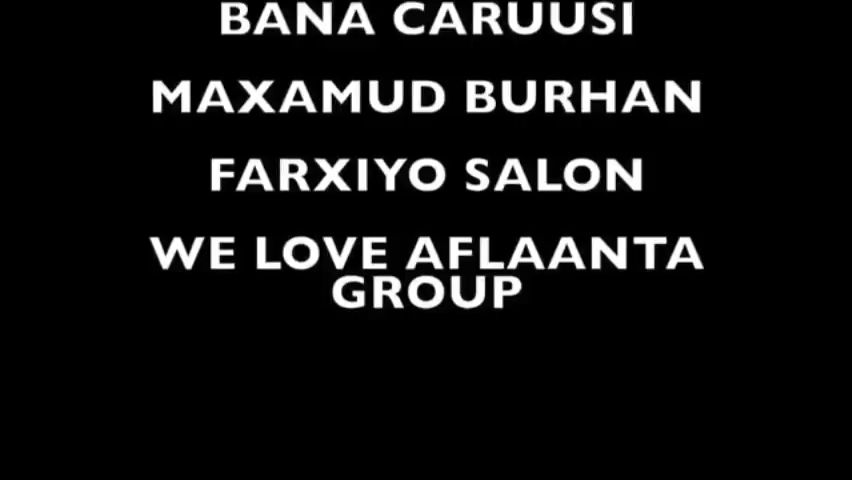 BANA CARUUSI
MAXAMUD BURHAN
FARXIYO SALON
WE LOVE AFLAANTA
GROUP